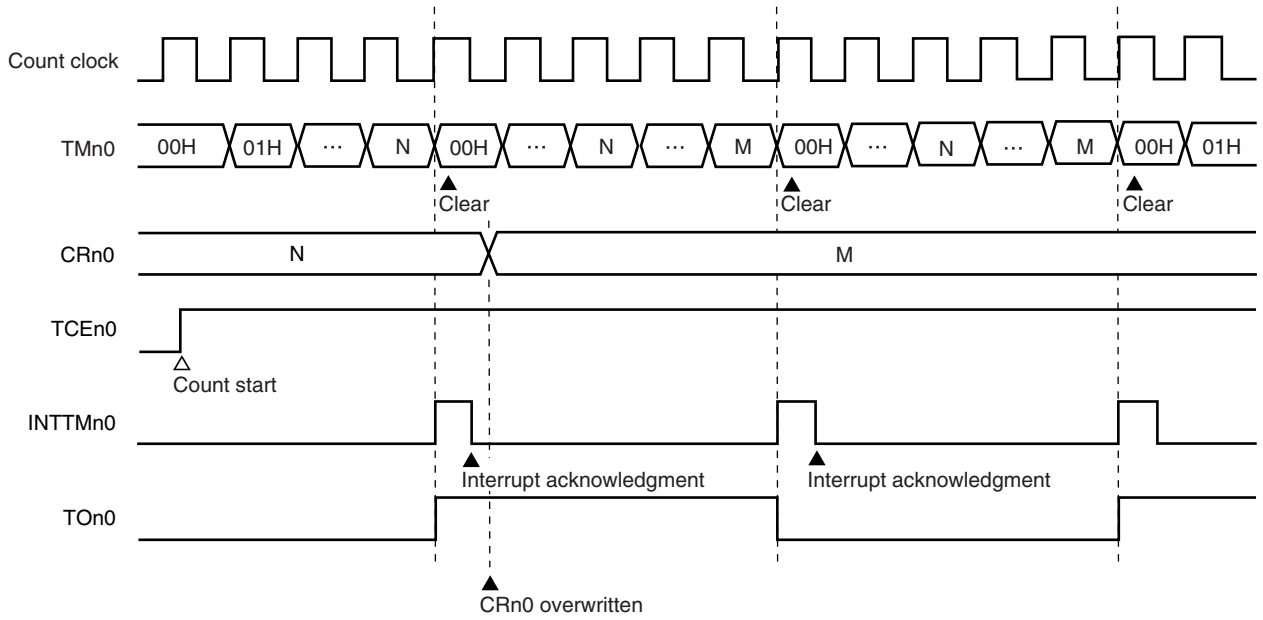 Count clock
TMn0 00H 01H ... N 00H ... N ... M 00H ... N ... M 00H 01H
Clear Clear Clear
CRn0 N M
TCEn0
Count start
INTTMn0
Interrupt acknowledgment Interrupt acknowledgment
TOn0
CRn0 overwritten